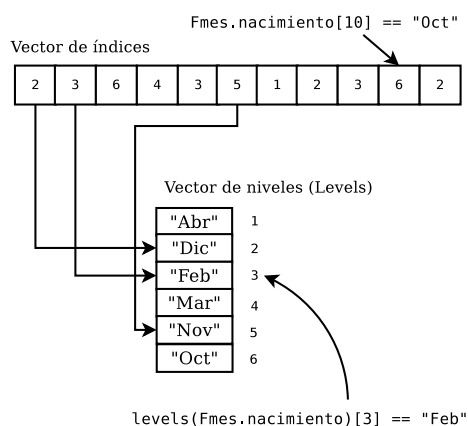 Fmes.nacimiento[10] == "Oct"
Vector de índices
2 3 6 4 3 5 1 2 3 6 2
Vector de niveles (Levels)
"Abr" 1
"Dic" 2
"Feb" 3
"Mar" 4
"Nov" 5
"Oct" 6
levels(Fmes.nacimiento)[3] == "Feb"